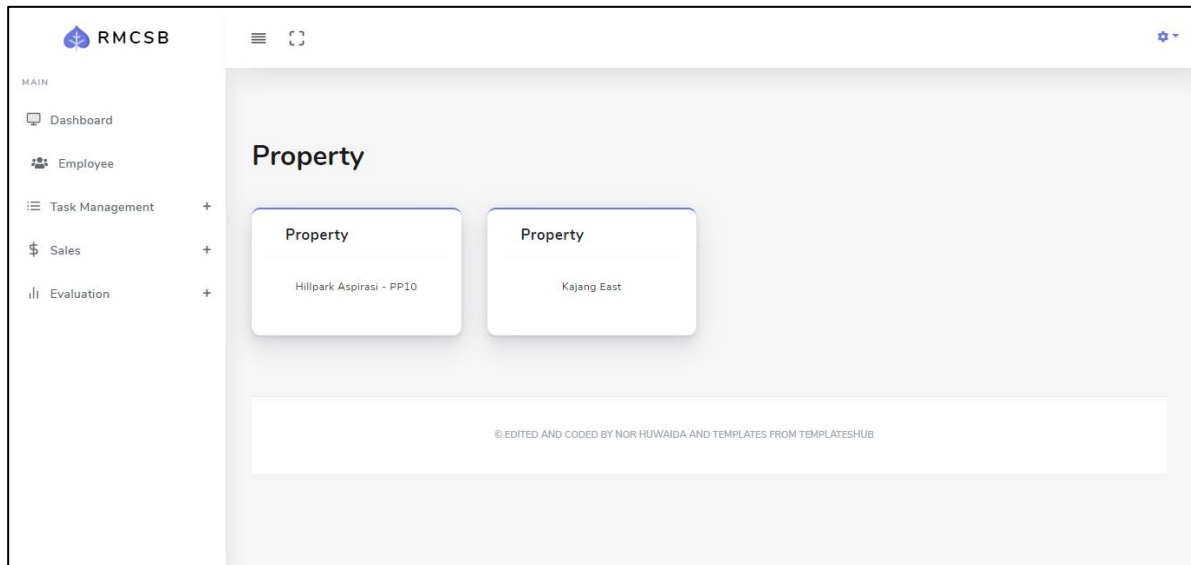 RMCSB
MAIN
Dashboard
Employee
Task Management +
Sales +
Evaluation +
Property
Property
Hillpark Aspirasi - PP10
Property
Kajang East
© EDITED AND CODED BY NOR HUWAIDA AND TEMPLATES FROM TEMPLATESHUB